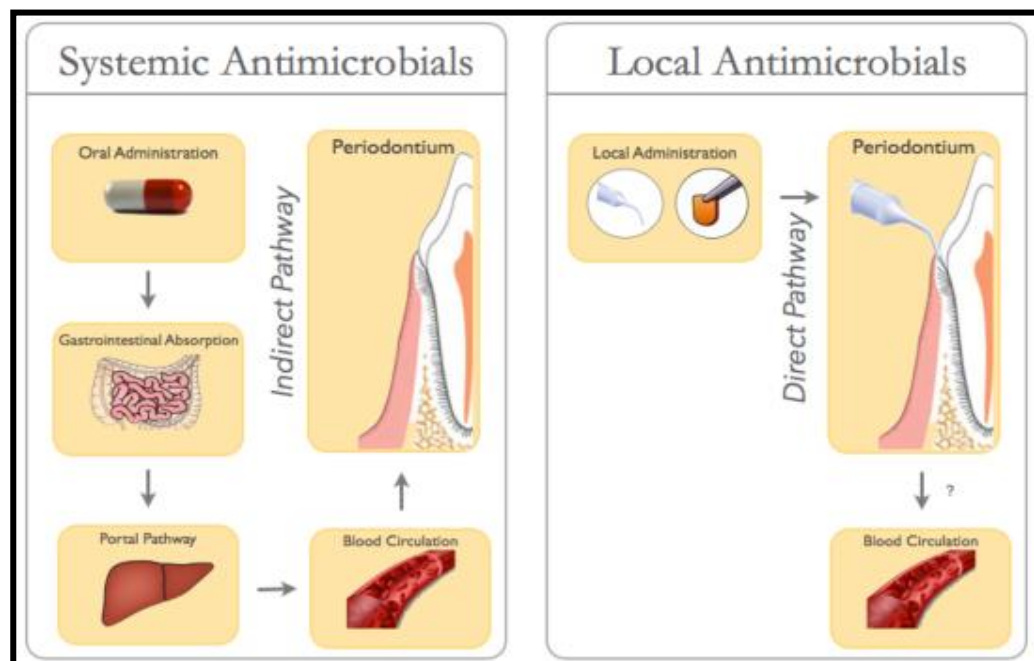 Systemic Antimicrobials
Oral Administration
Gastrointestinal Absorption
Portal Pathway
Blood Circulation
Indirect Pathway
Periodontium
Local Antimicrobials
Local Administration
Direct Pathway
Periodontium
?
Blood Circulation